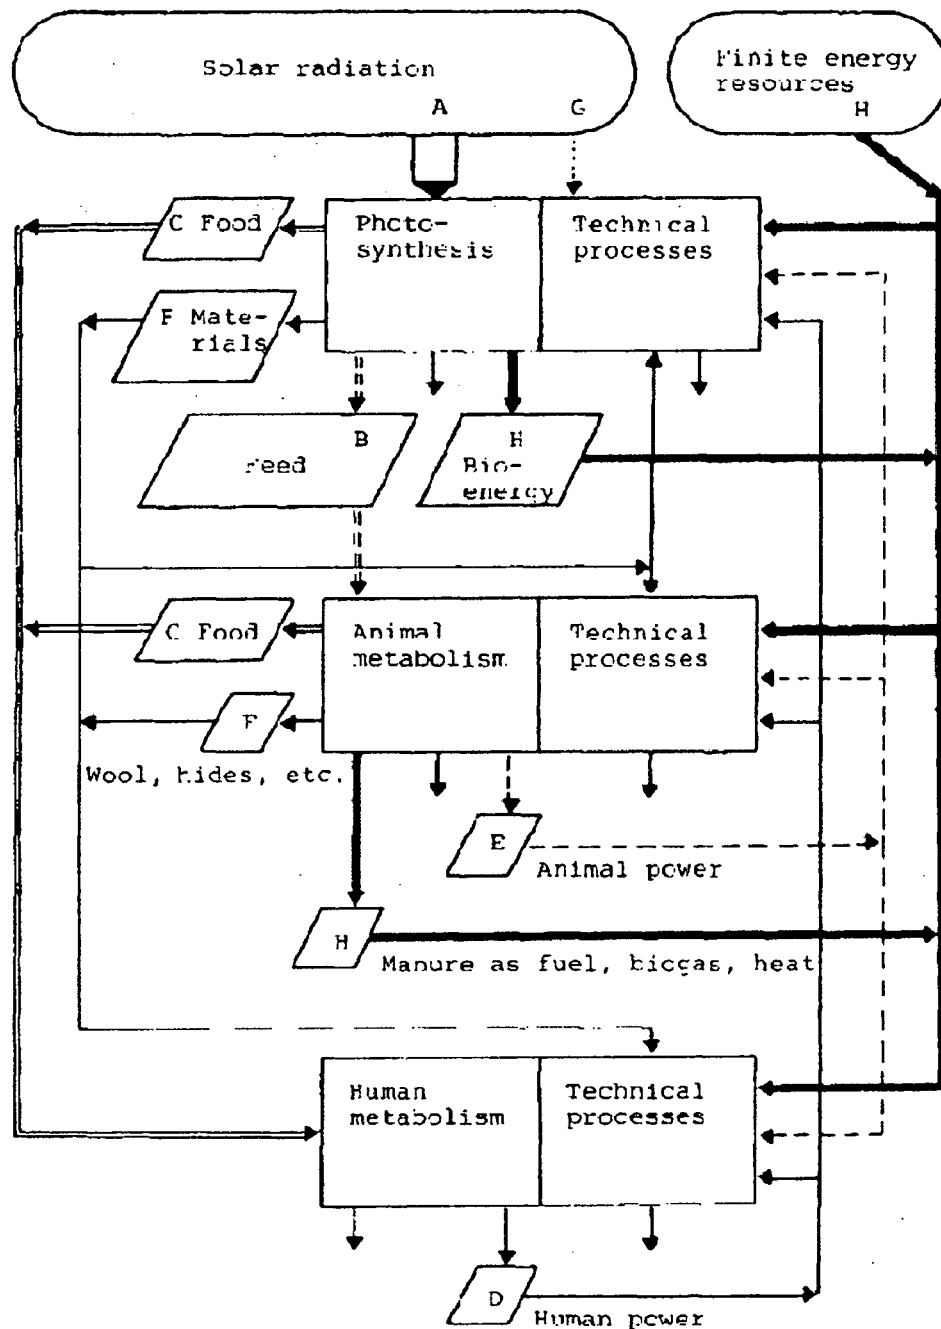 Solar radiation
A
G
Finite energy
resources
H
C Food
Photo-
synthesis
Technical
processes
F Mate-
rials
B
Feed
H
Bio-
energy
C Food
Animal
metabolism
Technical
processes
F
Wool, hides, etc.
E
Animal power
H
Manure as fuel, biogas, heat
Human
metabolism
Technical
processes
D
Human power